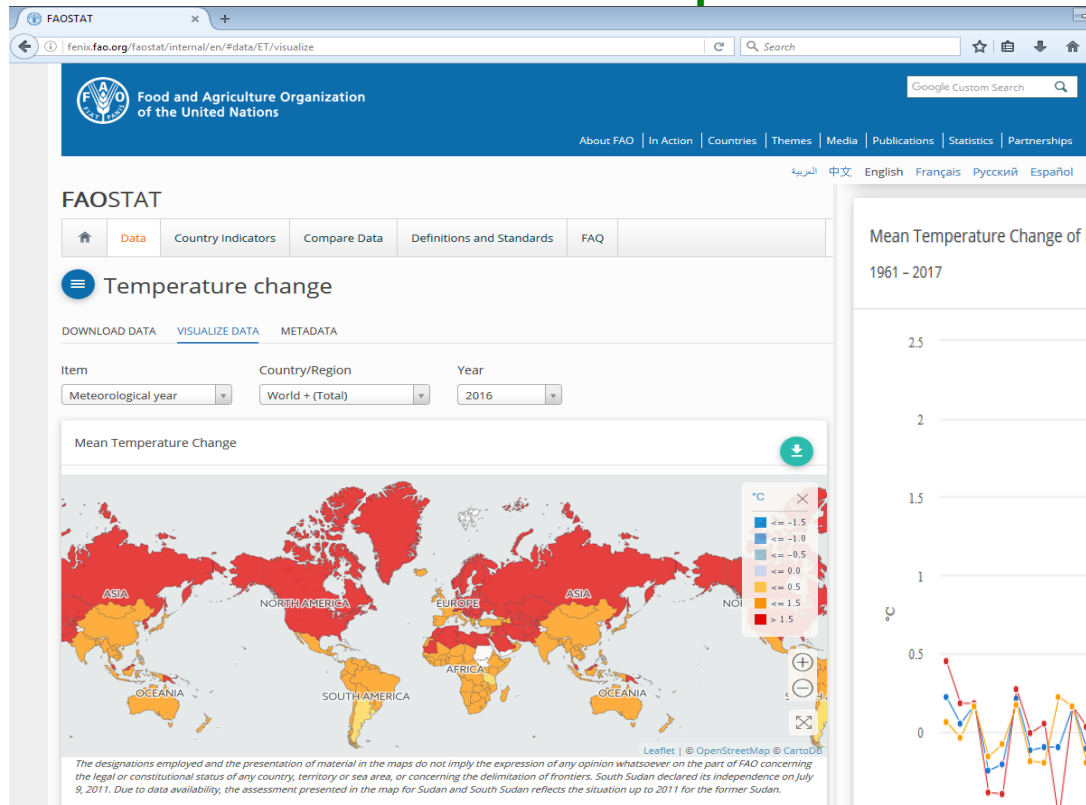 FAOSTAT
fenix.fao.org/faostat/internal/en/#data/ET/visualize
Search
FIAT PANIS
Food and Agriculture Organization
of the United Nations
Google Custom Search
About FAO | In Action | Countries | Themes | Media | Publications | Statistics | Partnerships
العربية 中文 English Français Русский Español
FAOSTAT
Data Country Indicators Compare Data Definitions and Standards FAQ
Temperature change
DOWNLOAD DATA VISUALIZE DATA METADATA
Item Country/Region Year
Meteorological year World + (Total) 2016
Mean Temperature Change
°C
<= -1.5
<= -1.0
<= -0.5
<= 0.0
<= 0.5
<= 1.5
> 1.5
ASIA NORTH AMERICA EUROPE ASIA NO
AFRICA
OCEANIA SOUTH AMERICA OCEANIA S
Leaflet | © OpenStreetMap © CartoDB
The designations employed and the presentation of material in the maps do not imply the expression of any opinion whatsoever on the part of FAO concerning
the legal or constitutional status of any country, territory or sea area, or concerning the delimitation of frontiers. South Sudan declared its independence on July
9, 2011. Due to data availability, the assessment presented in the map for Sudan and South Sudan reflects the situation up to 2011 for the former Sudan.
Mean Temperature Change of
1961 – 2017
2.5
2
1.5
1
°C
0.5
0